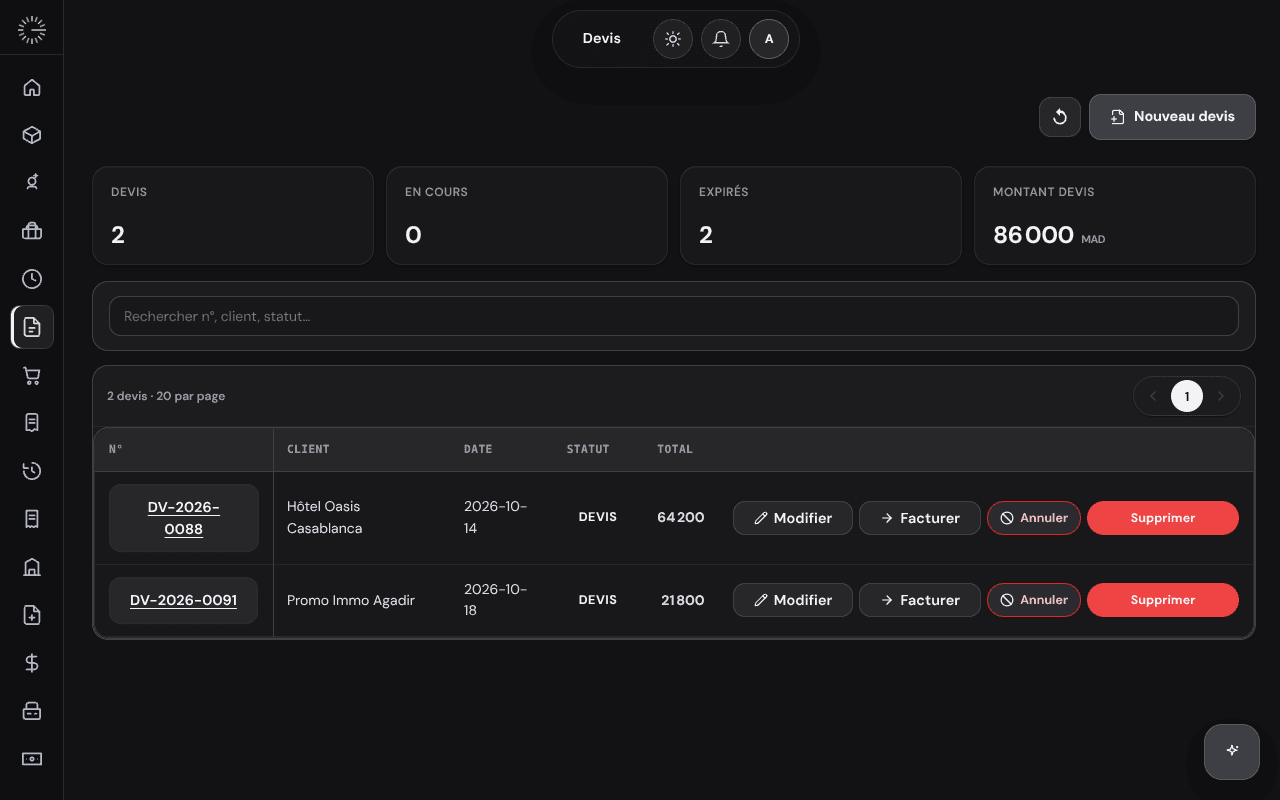 Devis
A
Nouveau devis
DEVIS
2
EN COURS
0
EXPIRÉS
2
MONTANT DEVIS
86 000 MAD
Rechercher n°, client, statut…
2 devis · 20 par page
1
N° CLIENT DATE STATUT TOTAL
DV-2026-
0088
Hôtel Oasis
Casablanca
2026-10-
14
DEVIS
64 200
Modifier
Facturer
Annuler
Supprimer
DV-2026-0091
Promo Immo Agadir
2026-10-
18
DEVIS
21 800
Modifier
Facturer
Annuler
Supprimer